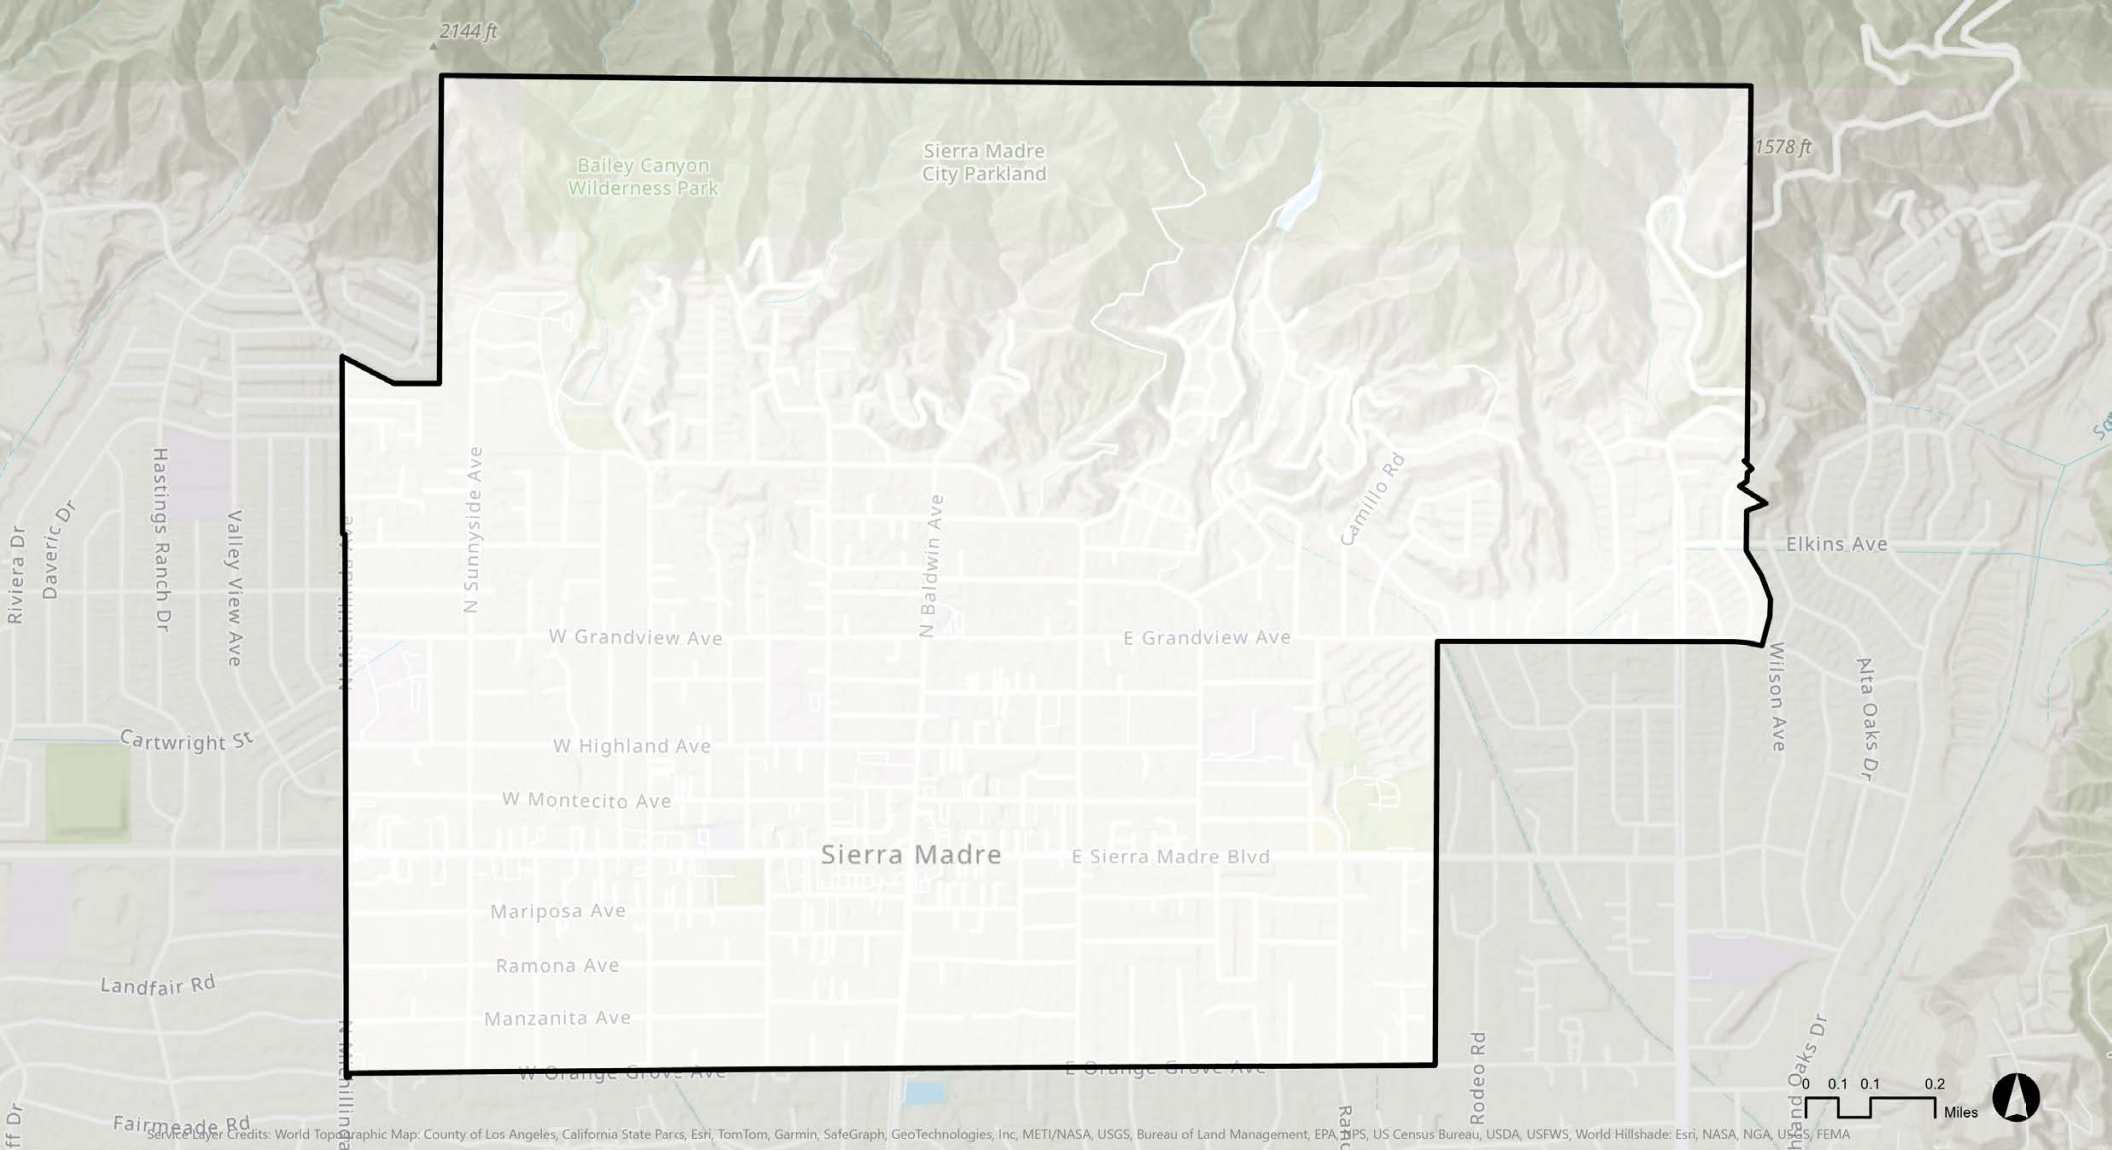 2144 ft
1578 ft
Bailey Canyon
Wilderness Park
Sierra Madre
City Parkland
Riviera Dr
Daveric Dr
Hastings Ranch Dr
Valley View Ave
N Sunnyside Ave
N Baldwin Ave
Camillo Rd
Elkins Ave
W Grandview Ave
E Grandview Ave
Wilson Ave
Alta Oaks Dr
Cartwright St
W Highland Ave
W Montecito Ave
Sierra Madre
E Sierra Madre Blvd
Mariposa Ave
Ramona Ave
Landfair Rd
Manzanita Ave
W Orange Grove Ave
E Orange Grove Ave
Rodeo Rd
Fairmeade Rd
0 0.1 0.1 0.2
Miles
Service Layer Credits: World Topographic Map: County of Los Angeles, California State Parks, Esri, TomTom, Garmin, SafeGraph, GeoTechnologies, Inc, METI/NASA, USGS, Bureau of Land Management, EPA, NPS, US Census Bureau, USDA, USFWS, World Hillshade: Esri, NASA, NGA, USGS, FEMA